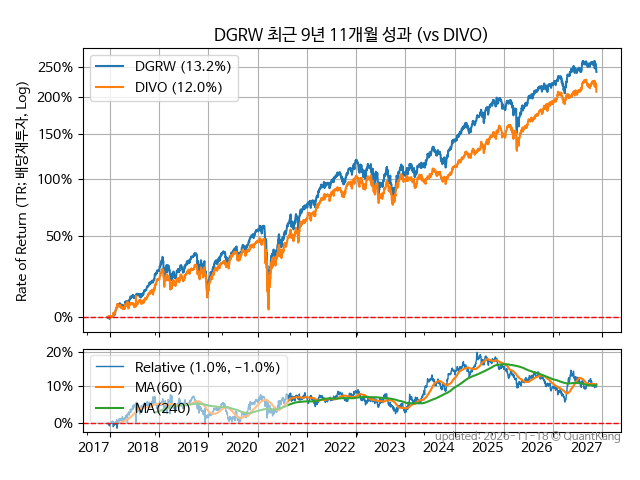 DGRW 최근 9년 11개월 성과 (vs DIVO)
Rate of Return (TR; 배당재투자, Log)
250%
200%
150%
100%
50%
0%
DGRW (13.2%)
DIVO (12.0%)
20%
10%
0%
Relative (1.0%, −1.0%)
MA(60)
MA(240)
2017 2018 2019 2020 2021 2022 2023 2024 2025 2026 2027
updated: 2026-11-18 © QuantKang